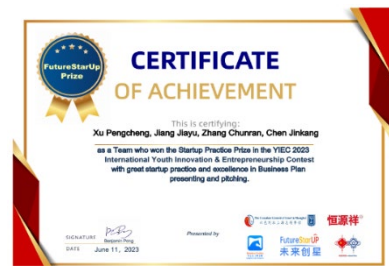 FutureStarUp
Prize
CERTIFICATE
OF ACHIEVEMENT
This is certifying:
Xu Pengcheng, Jiang Jiayu, Zhang Chunran, Chen Jinkang
as a Team who won the Startup Practice Prize in the YIEC 2023
International Youth Innovation & Entrepreneurship Contest
with great startup practice and excellence in Business Plan
presenting and pitching.
SIGNATURE
Benjamin Peng
DATE
June 11, 2023
Presented by
恒源祥
FutureStarUP
未来创星